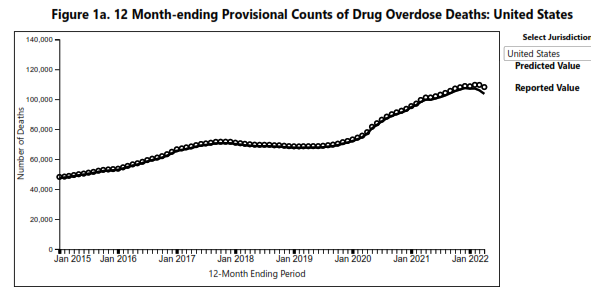 Figure 1a. 12 Month-ending Provisional Counts of Drug Overdose Deaths: United States
Select Jurisdiction
United States
Predicted Value
Reported Value
Number of Deaths
140,000
120,000
100,000
80,000
60,000
40,000
20,000
0
Jan 2015 Jan 2016 Jan 2017 Jan 2018 Jan 2019 Jan 2020 Jan 2021 Jan 2022
12-Month Ending Period